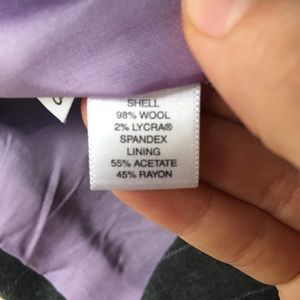 SHELL
98% WOOL
2% LYCRA®
SPANDEX
LINING
55% ACETATE
45% RAYON